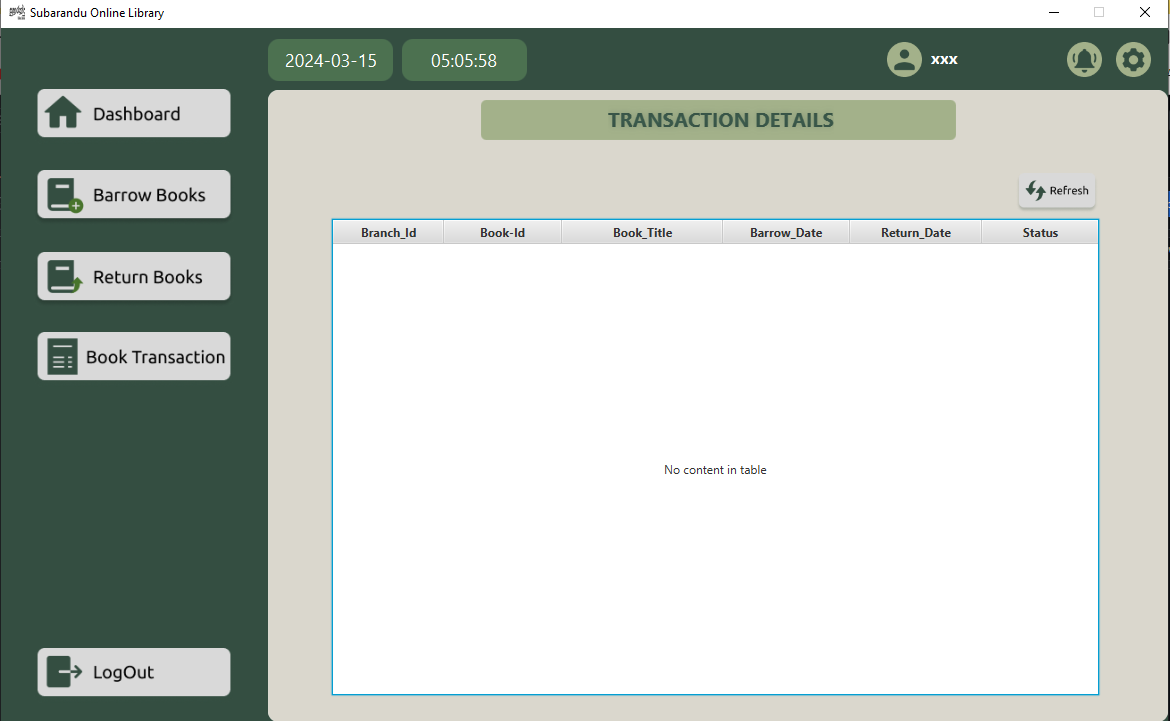 Subarandu Online Library
2024-03-15
05:05:58
xxx
Dashboard
Barrow Books
Return Books
Book Transaction
LogOut
TRANSACTION DETAILS
Refresh
Branch_Id Book-Id Book_Title Barrow_Date Return_Date Status
No content in table